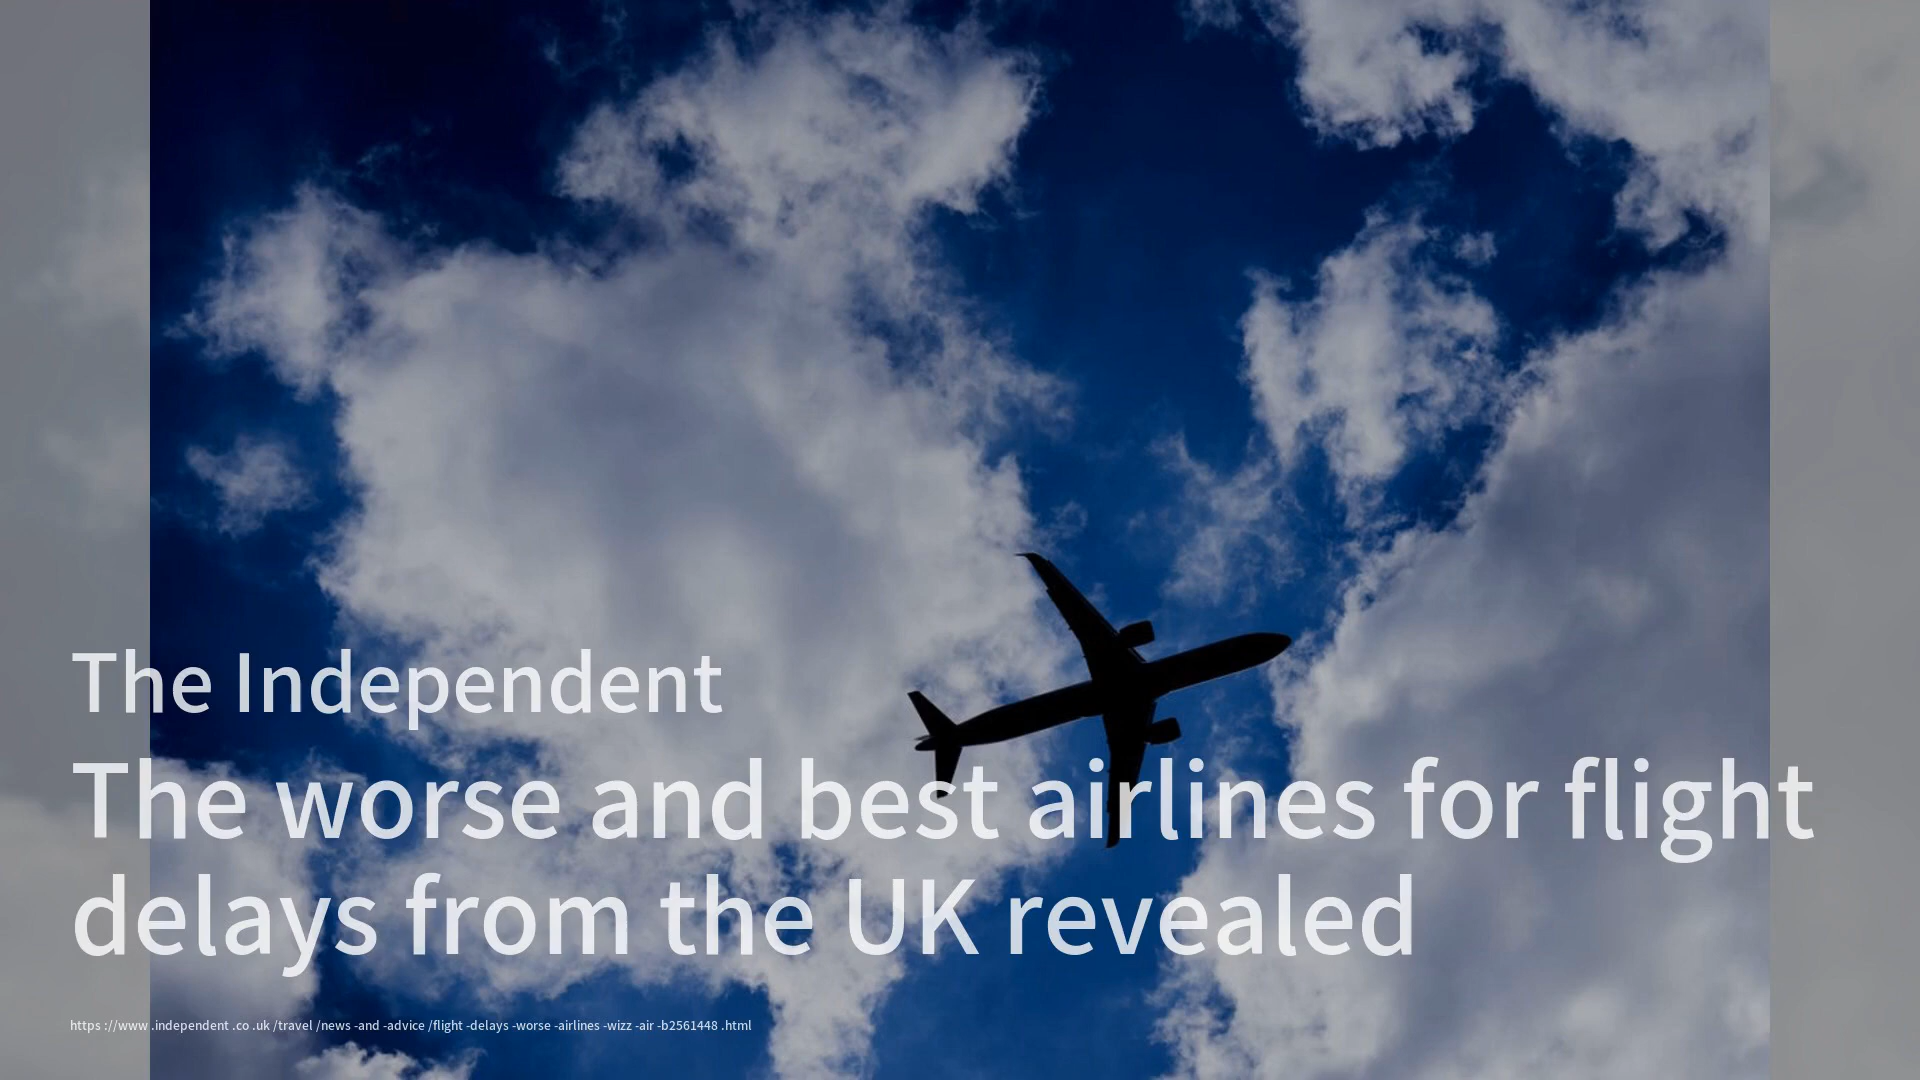 The Independent
The worse and best airlines for flight
delays from the UK revealed
https ://www .independent .co .uk /travel /news -and -advice /flight -delays -worse -airlines -wizz -air -b2561448 .html